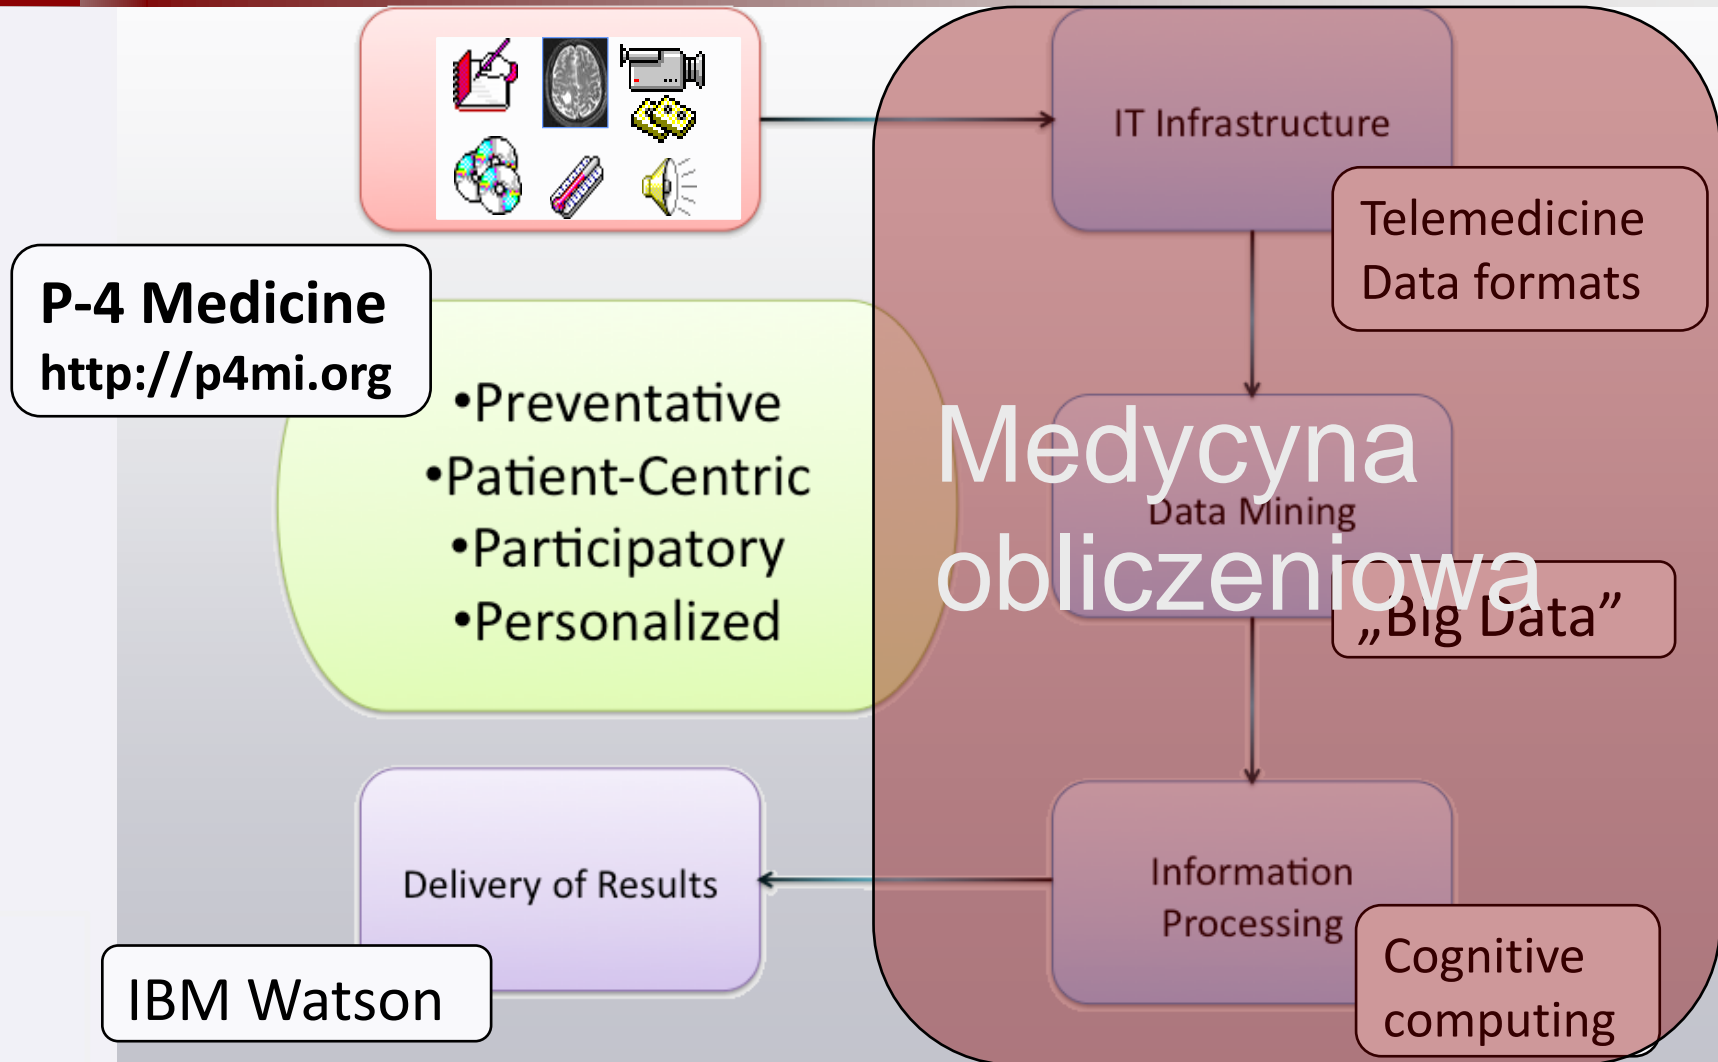 IT Infrastructure
Telemedicine
Data formats
P-4 Medicine
http://p4mi.org
•Preventative
•Patient-Centric
•Participatory
•Personalized
Medycyna
obliczeniowa
Data Mining
„Big Data”
Delivery of Results
IBM Watson
Information
Processing
Cognitive
computing